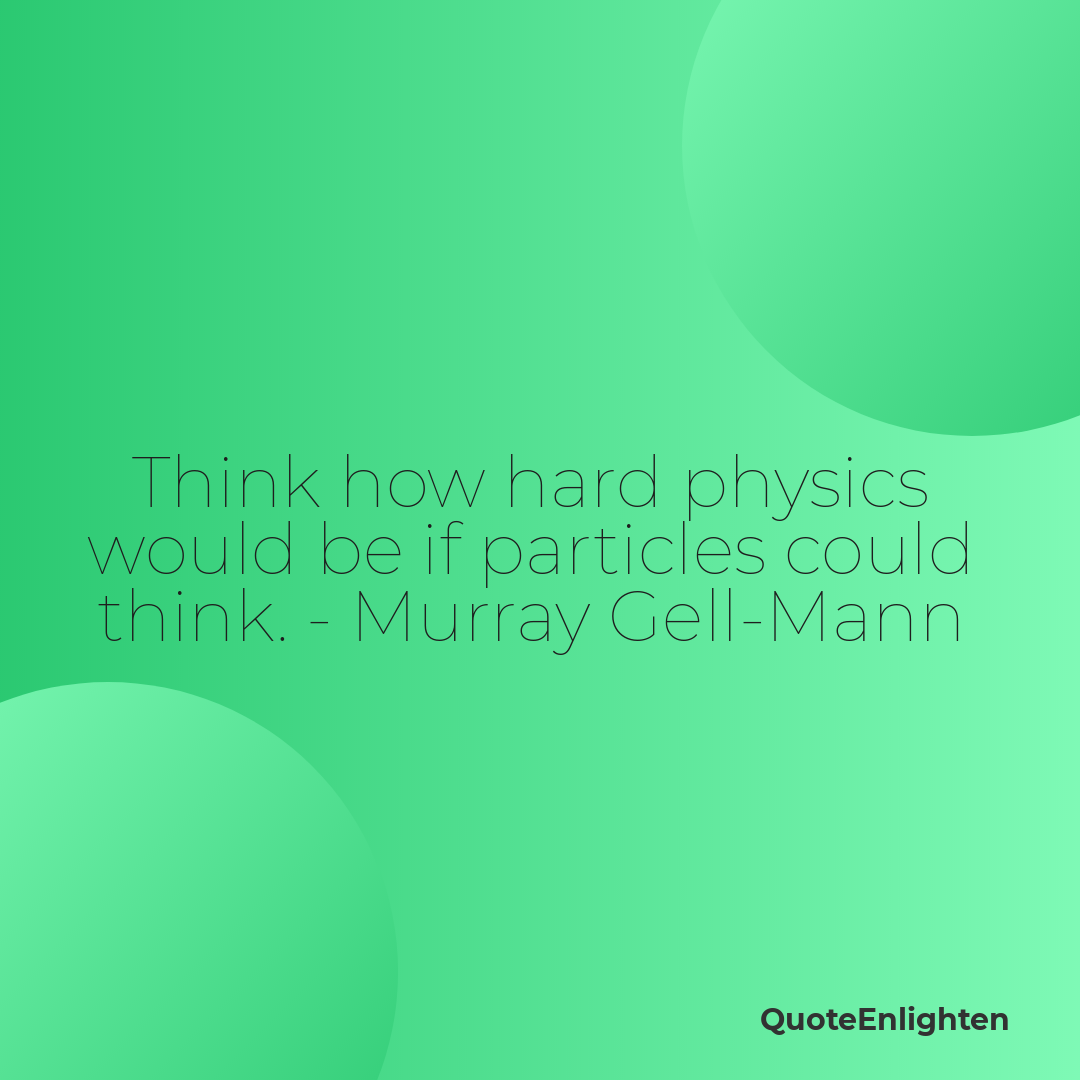 Think how hard physics
would be if particles could
think. - Murray Gell-Mann
QuoteEnlighten